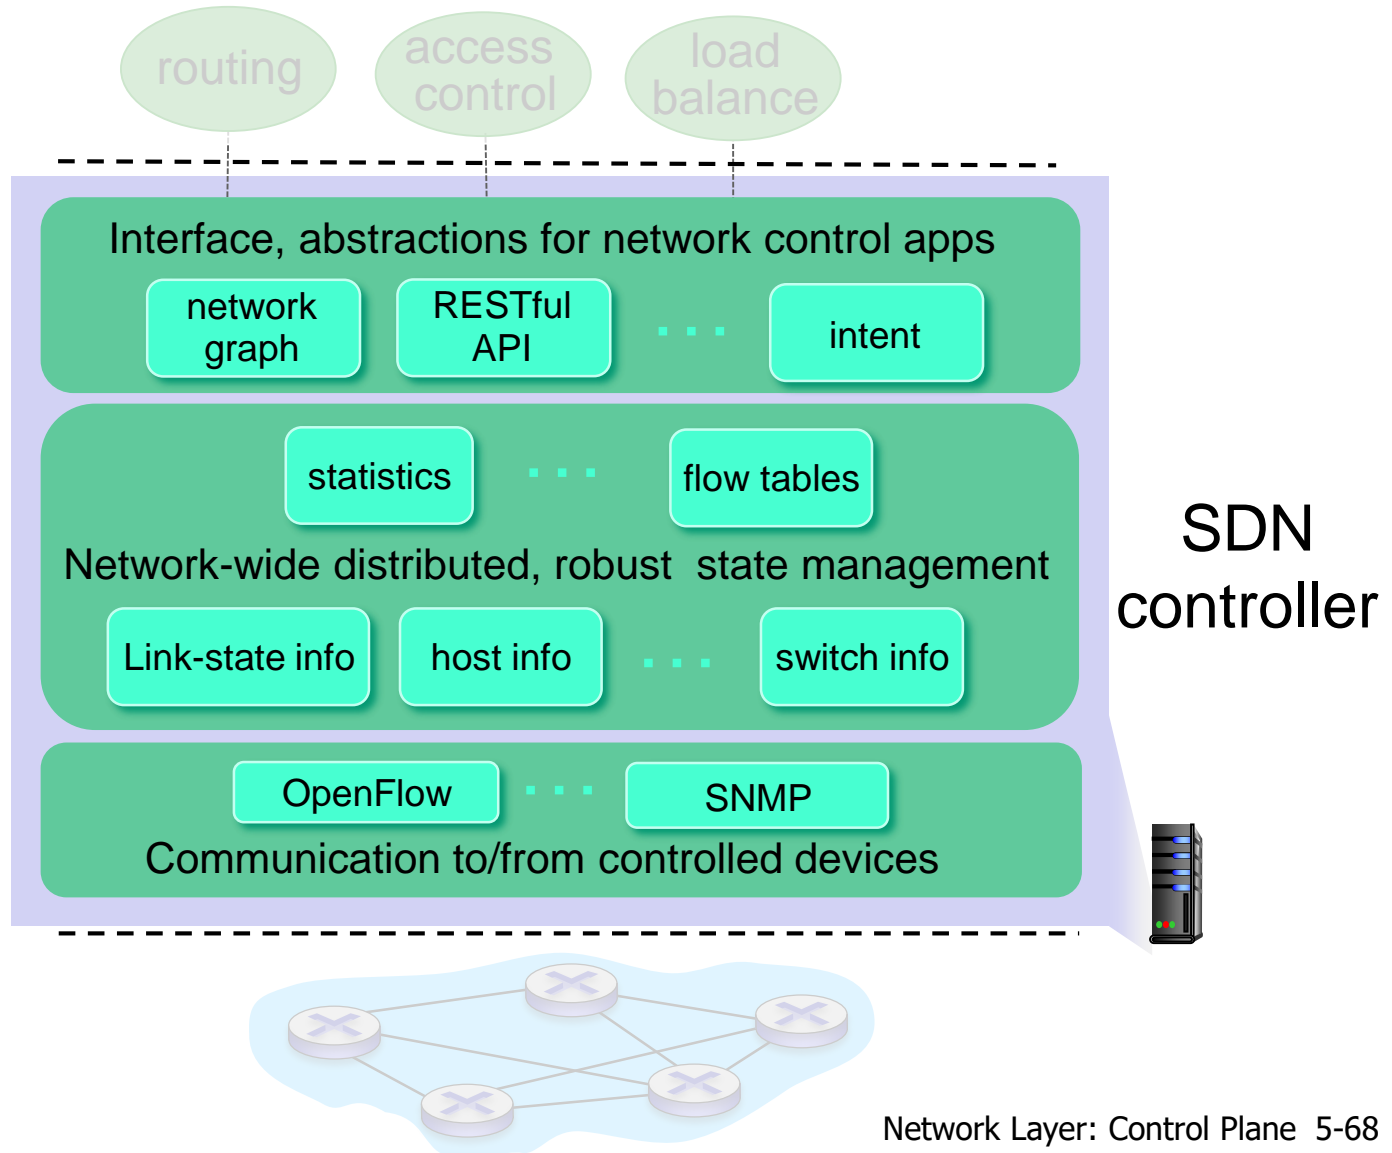 routing
access
control
load
balance
Interface, abstractions for network control apps
network
graph
RESTful
API
. . .
intent
statistics
. . .
flow tables
Network-wide distributed, robust  state management
Link-state info
host info
. . .
switch info
OpenFlow
. . .
SNMP
Communication to/from controlled devices
SDN
controller
Network Layer: Control Plane  5-68